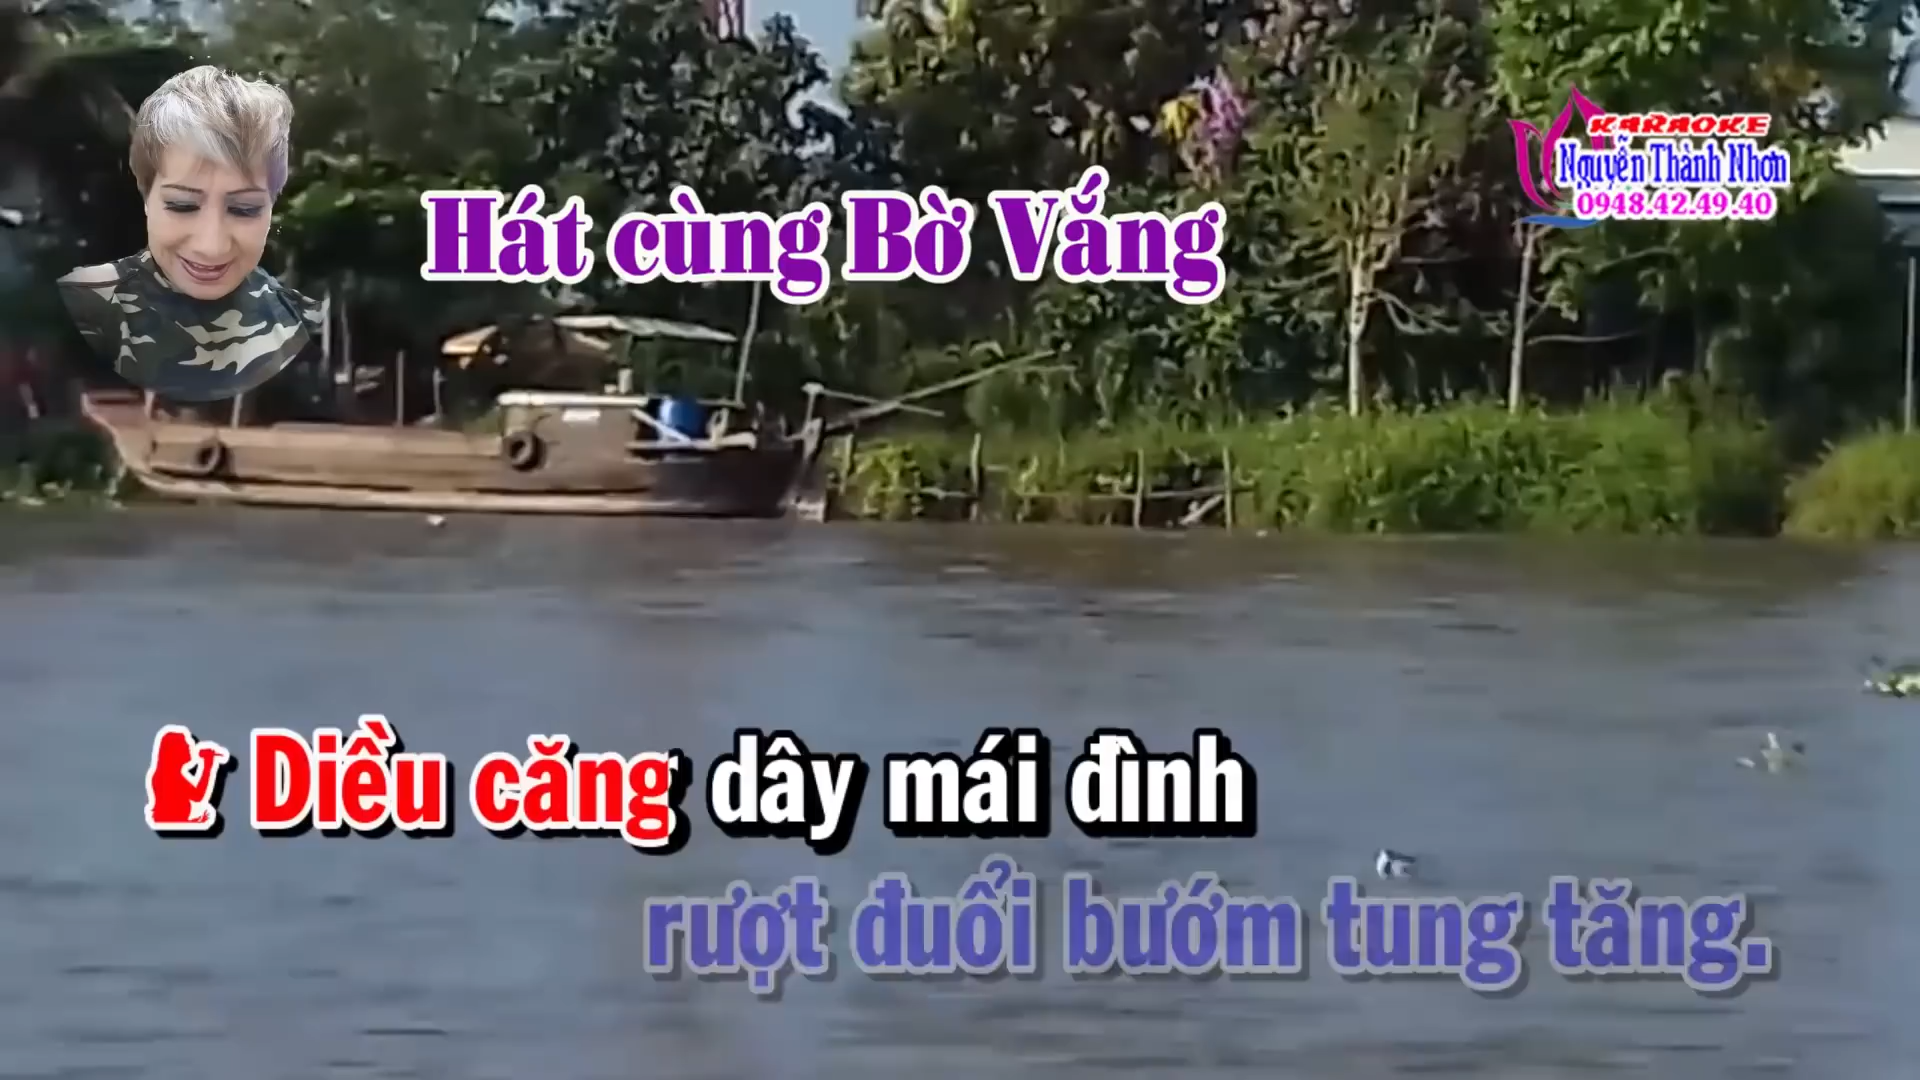 KARAOKE
Nguyễn Thành Nhơn
0948.42.49.40
Hát cùng Bờ Vắng
Diều căng dây mái đình
rượt đuổi bướm tung tăng.